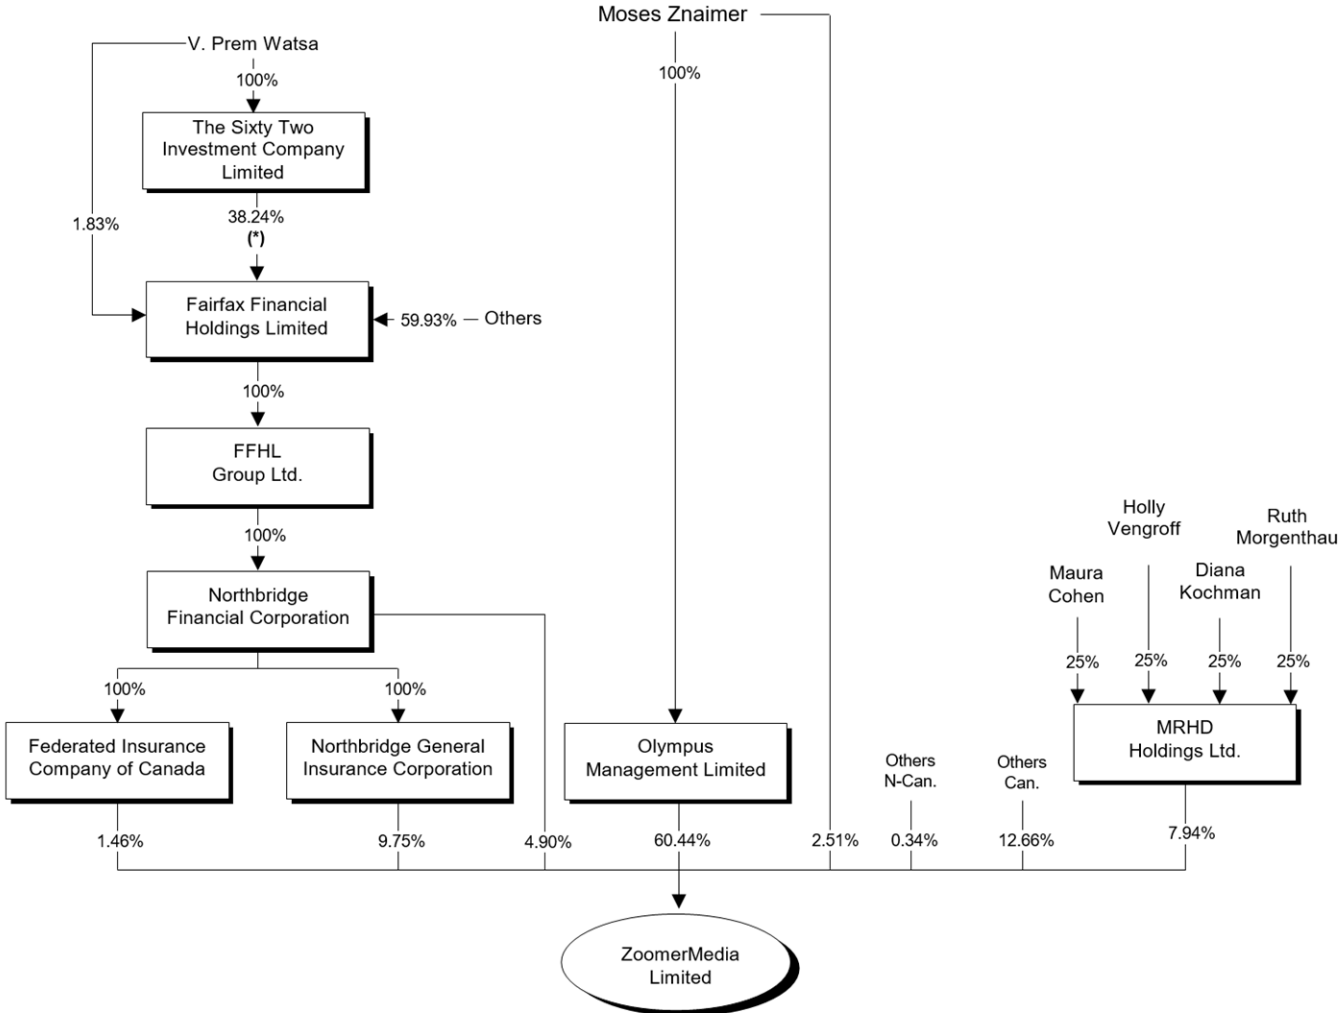 Moses Znaimer
V. Prem Watsa
100%
100%
The Sixty Two
Investment Company
Limited
1.83%
38.24%
(*)
Fairfax Financial
Holdings Limited
59.93%
Others
100%
FFHL
Group Ltd.
100%
Northbridge
Financial Corporation
100%
100%
Federated Insurance
Company of Canada
Northbridge General
Insurance Corporation
Olympus
Management Limited
Others
N-Can.
Others
Can.
Maura
Cohen
Holly
Vengroff
Diana
Kochman
Ruth
Morgenthau
25%
25%
25%
25%
MRHD
Holdings Ltd.
1.46%
9.75%
4.90%
60.44%
2.51%
0.34%
12.66%
7.94%
ZoomerMedia
Limited